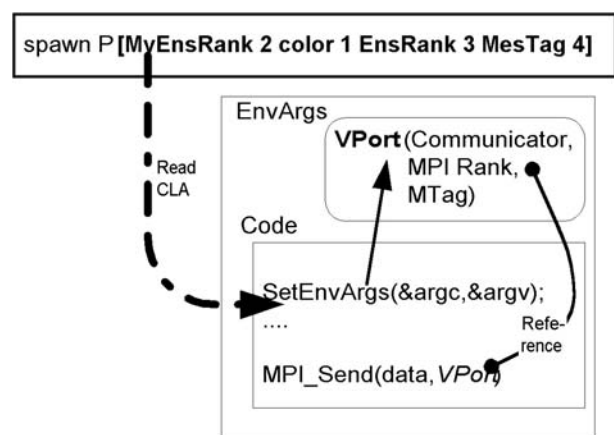 spawn P [MyEnsRank 2 color 1 EnsRank 3 MesTag 4]
EnvArgs
VPort(Communicator,
MPI Rank,
MTag)
Read
CLA
Code
SetEnvArgs(&argc,&argv);
....
Refe-
rence
MPI_Send(data,VPort)